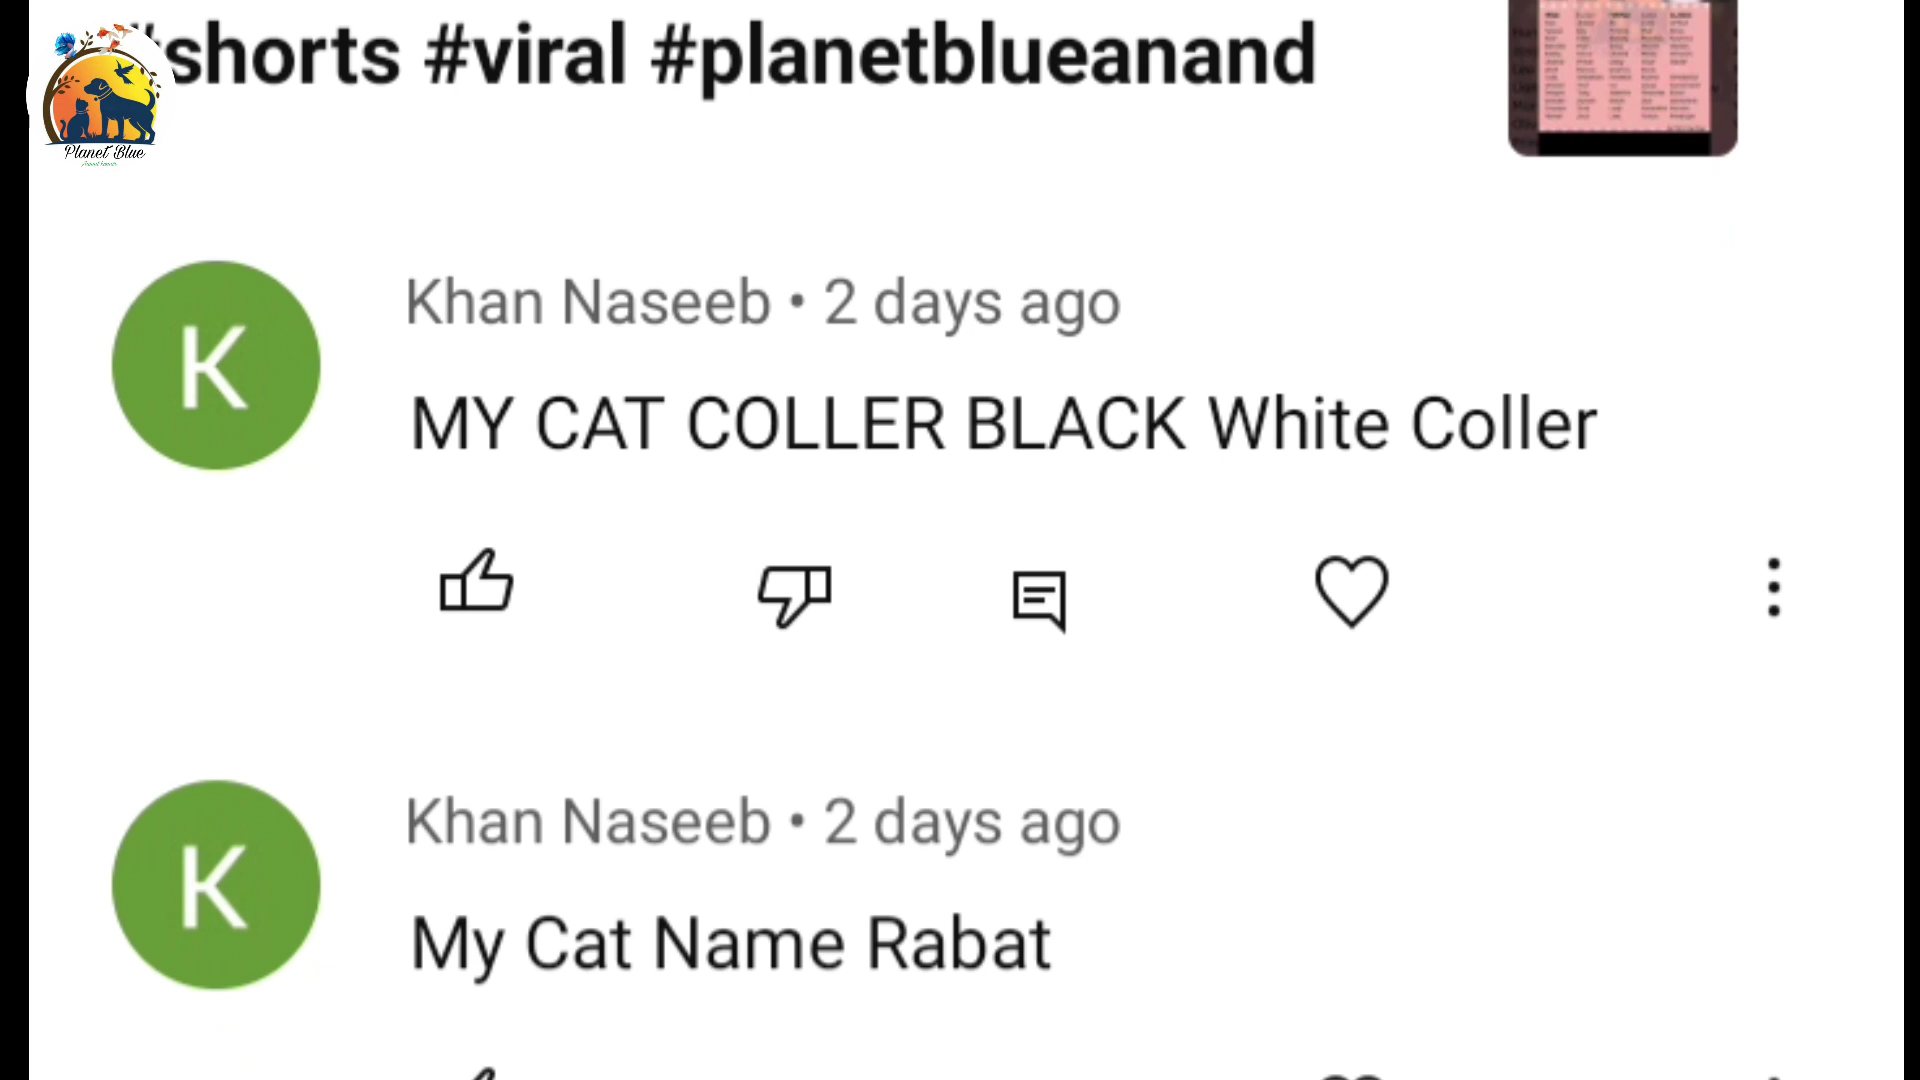 #shorts #viral #planetblueanand
Planet Blue
Khan Naseeb • 2 days ago
MY CAT COLLER BLACK White Coller
Khan Naseeb • 2 days ago
My Cat Name Rabat